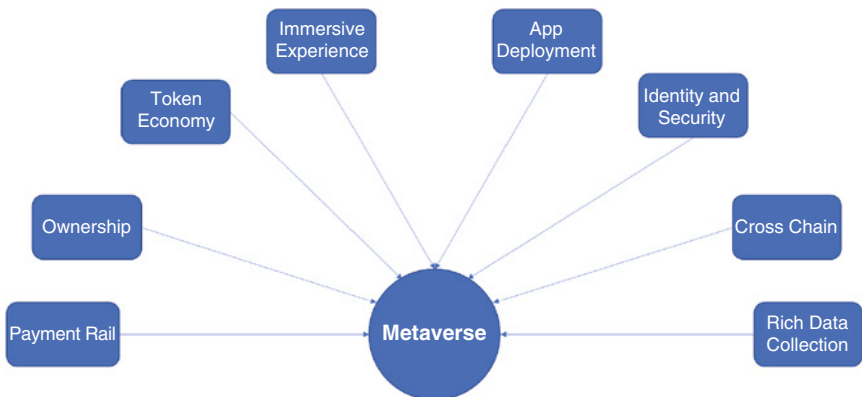 Immersive
Experience
App
Deployment
Token
Economy
Identity and
Security
Ownership
Cross Chain
Payment Rail
Metaverse
Rich Data
Collection